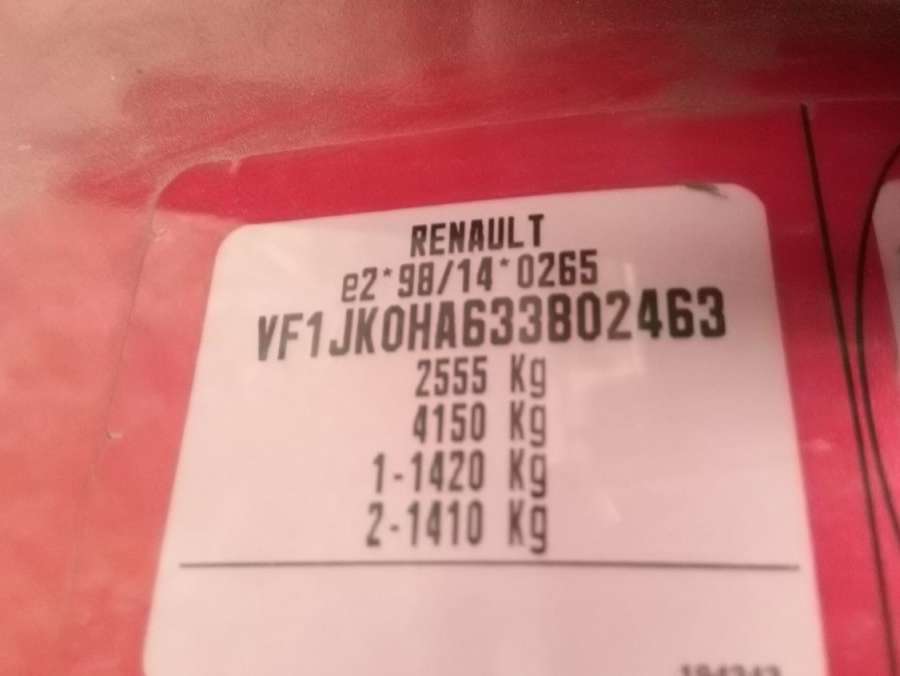 RENAULT
e2*98/14*0265
VF1JK0HA633802463
2555 Kg
4150 Kg
1-1420 Kg
2-1410 Kg